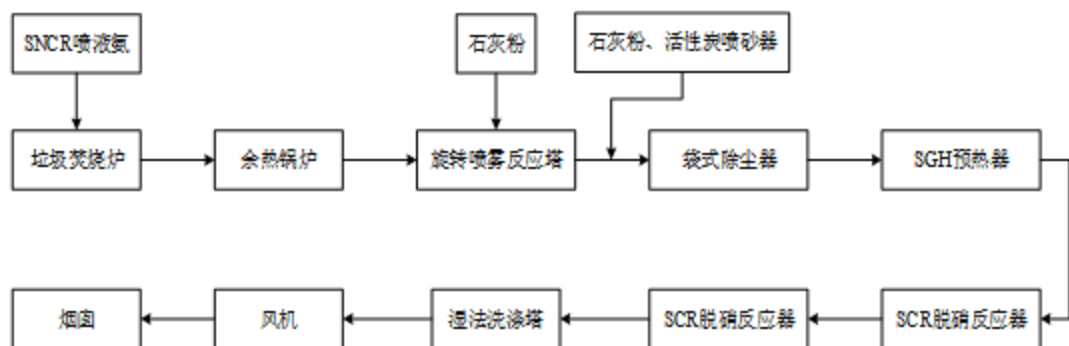 SNCR喷液氨
石灰粉
石灰粉、活性炭喷砂器
垃圾焚烧炉
余热锅炉
旋转喷雾反应塔
袋式除尘器
SGH预热器
烟囱
风机
湿法洗涤塔
SCR脱硝反应器
SCR脱硝反应器